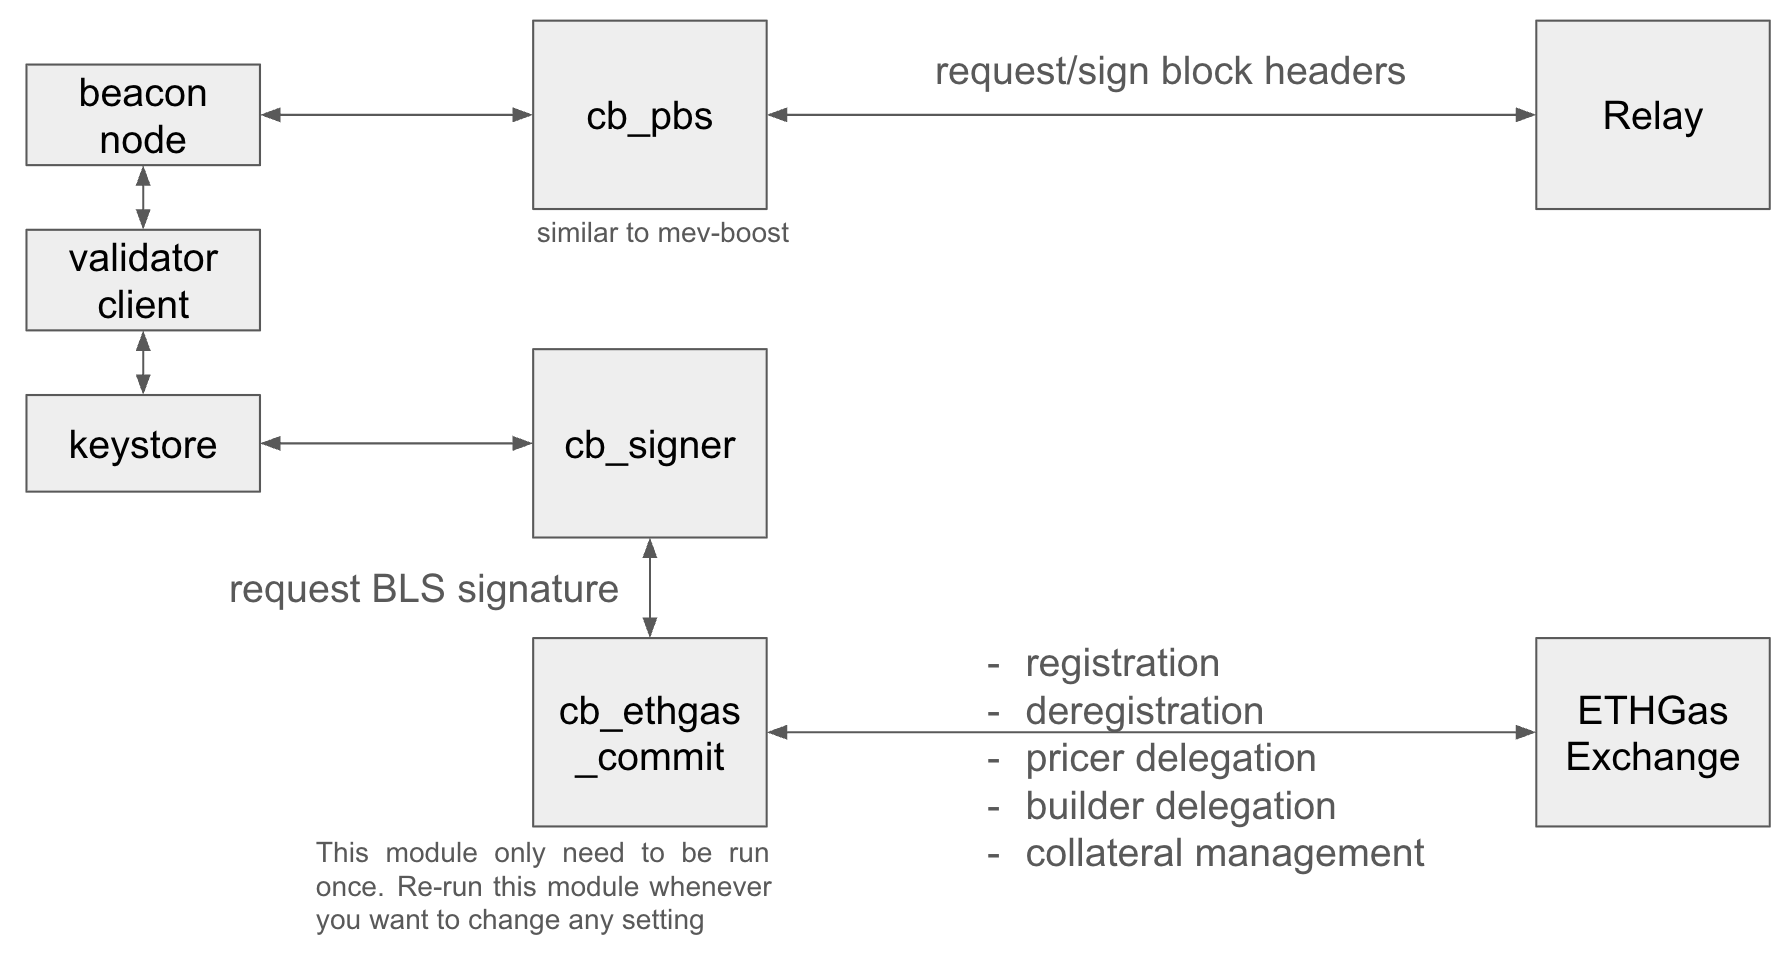 beacon
node
cb_pbs
request/sign block headers
Relay
similar to mev-boost
validator
client
keystore
cb_signer
request BLS signature
cb_ethgas
_commit
- registration
- deregistration
- pricer delegation
- builder delegation
- collateral management
ETHGas
Exchange
This module only need to be run
once. Re-run this module whenever
you want to change any setting